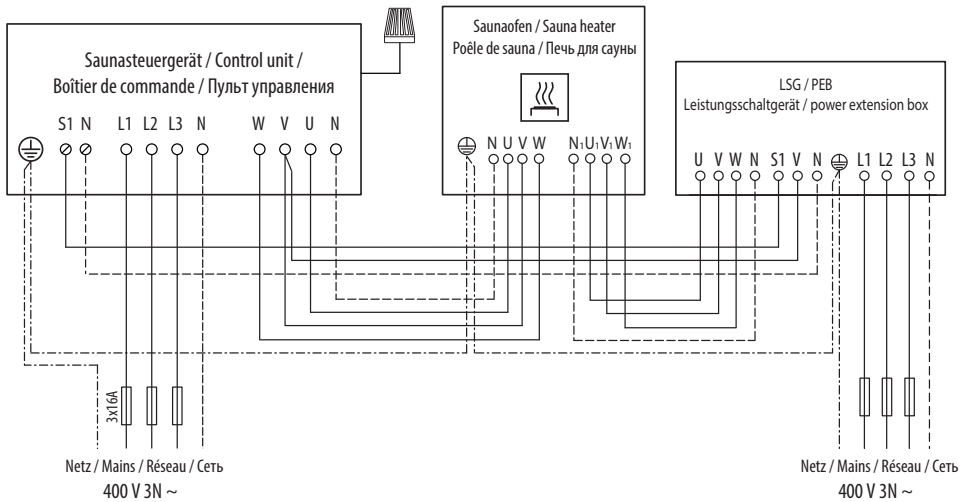 Saunasteuergerät / Control unit /
Boîtier de commande / Пульт управления
S1 N L1 L2 L3 N W V U N
Saunaofen / Sauna heater
Poêle de sauna / Печь для сауны
N U V W N1 U1 V1 W1
LSG / PEB
Leistungsschaltgerät / power extension box
U V W N S1 V N L1 L2 L3 N
3x16A
Netz / Mains / Réseau / Сеть
400 V 3N ~
Netz / Mains / Réseau / Сеть
400 V 3N ~